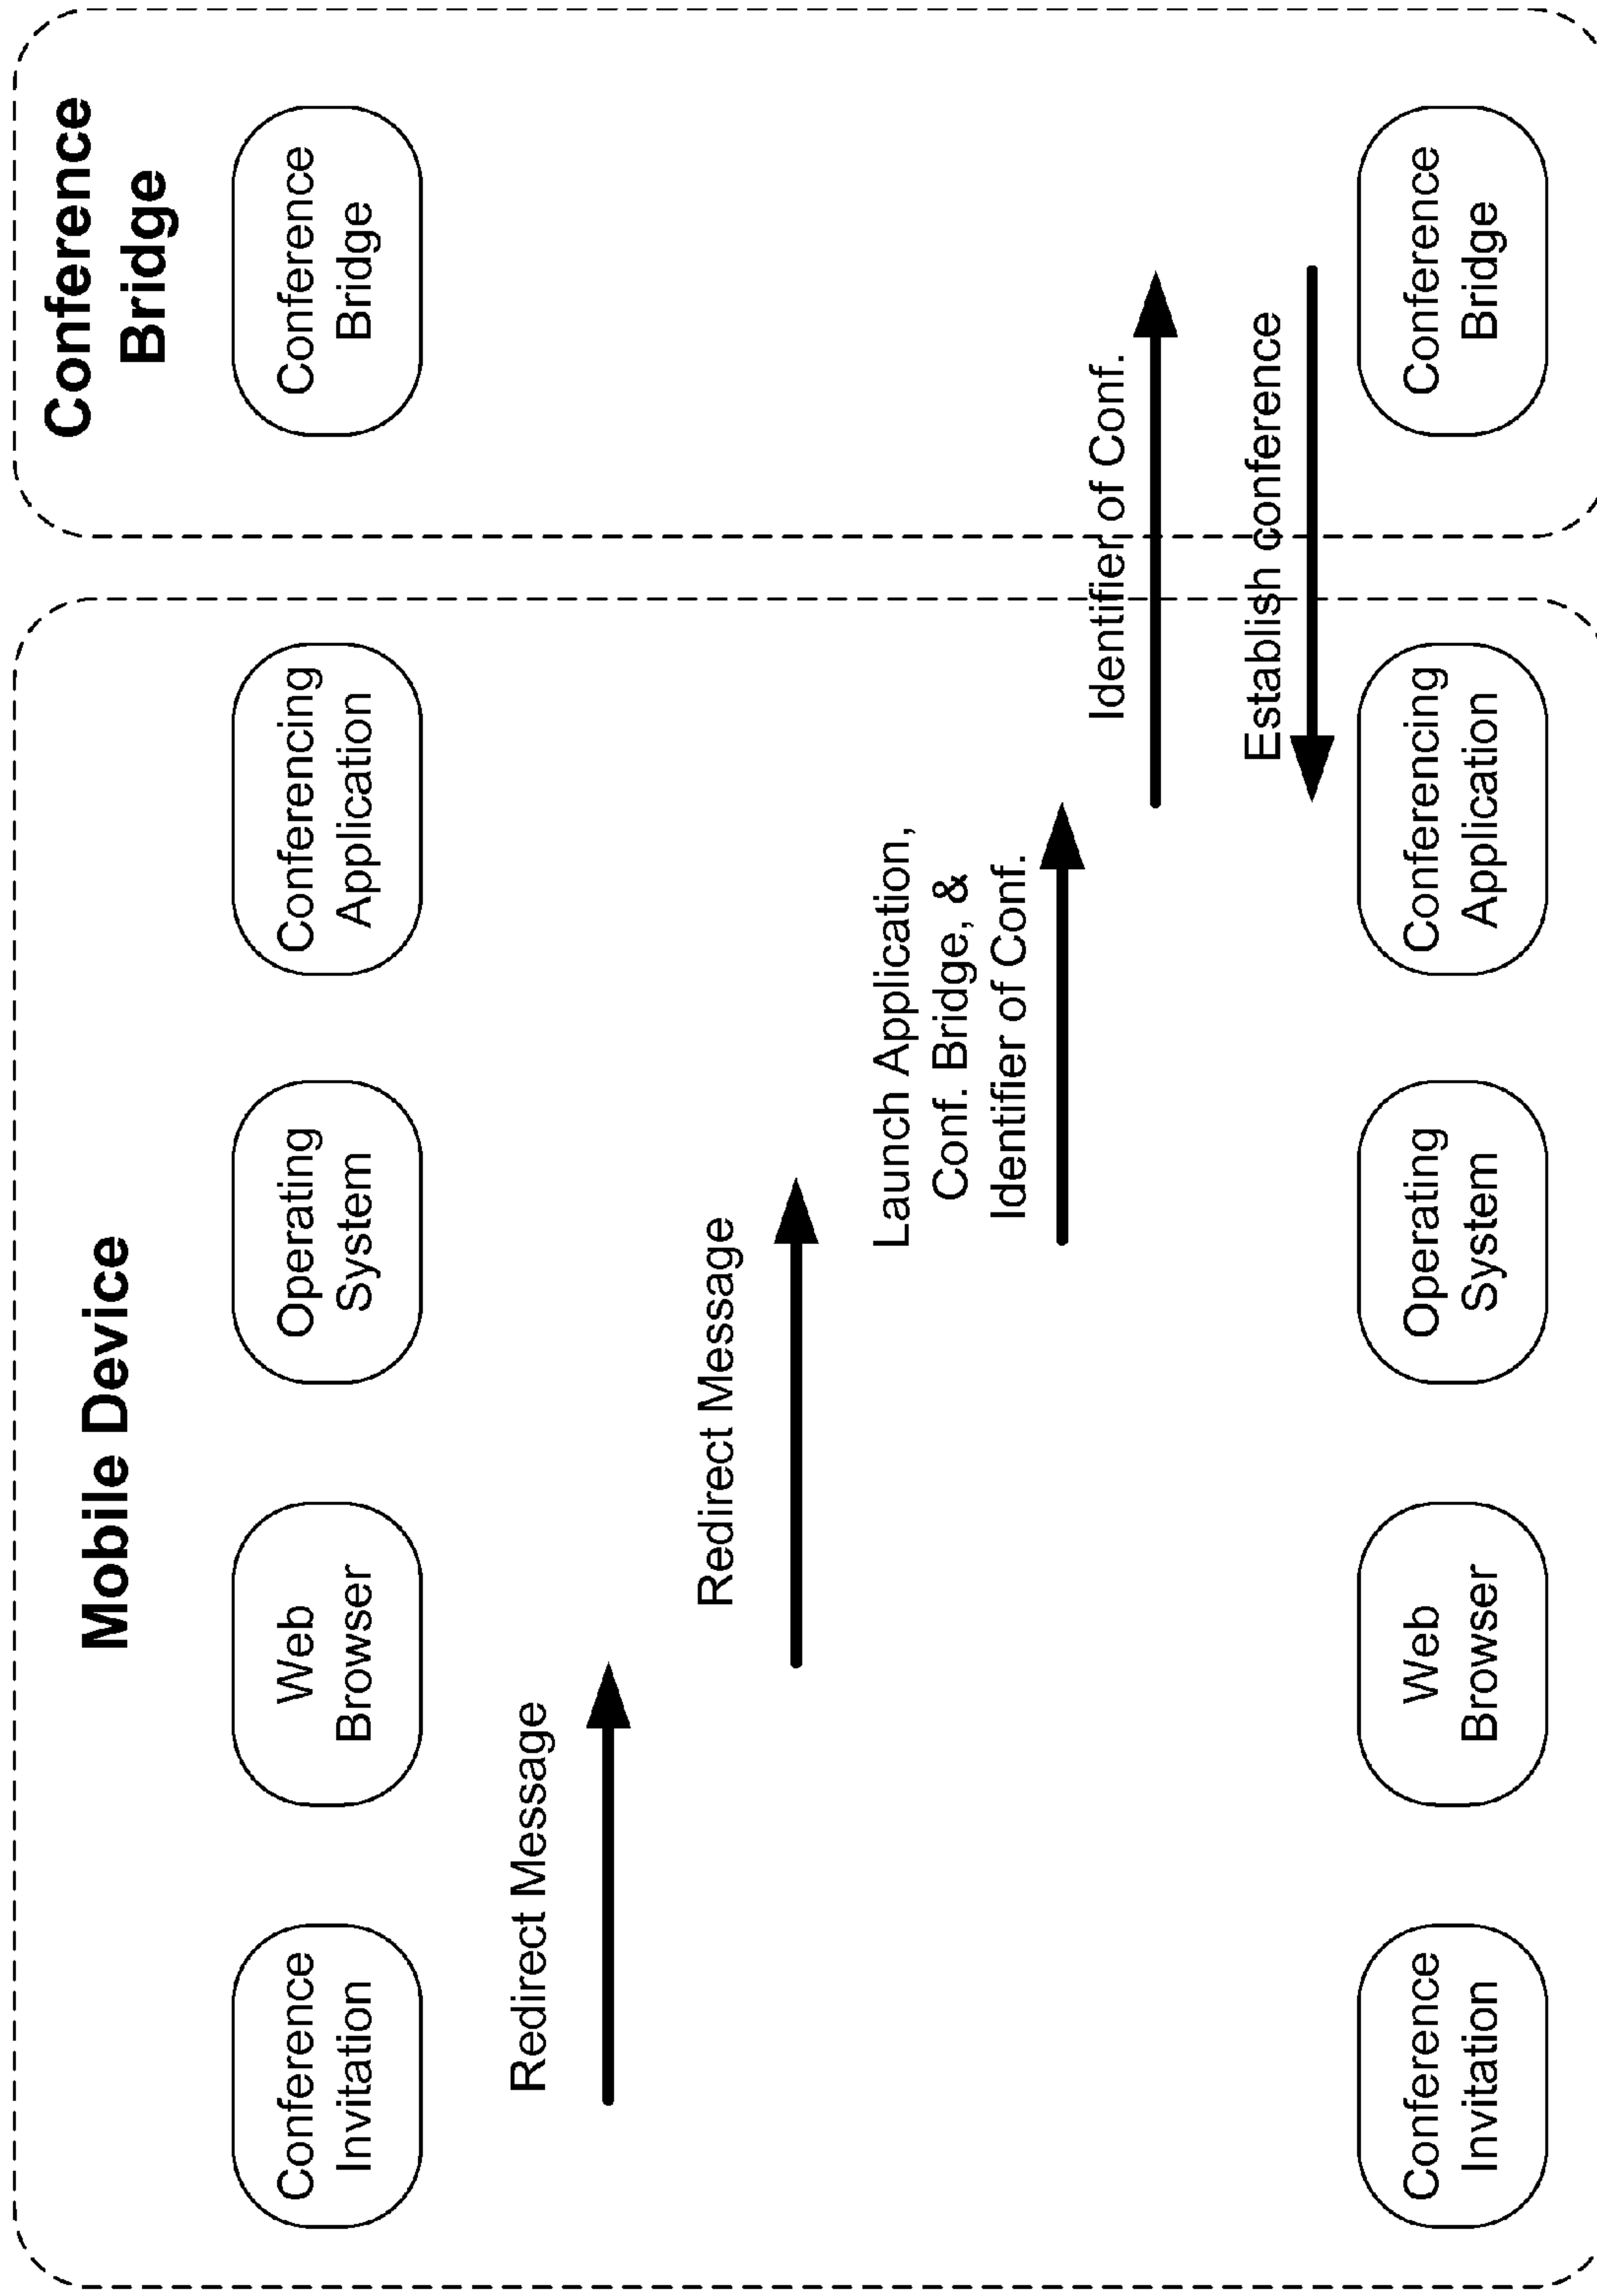 Mobile Device
Conference
Bridge
Conference
Invitation
Web
Browser
Operating
System
Conferencing
Application
Conference
Bridge
Redirect Message
Redirect Message
Launch Application,
Conf. Bridge, &
Identifier of Conf.
Identifier of Conf.
Establish conference
Conference
Invitation
Web
Browser
Operating
System
Conferencing
Application
Conference
Bridge